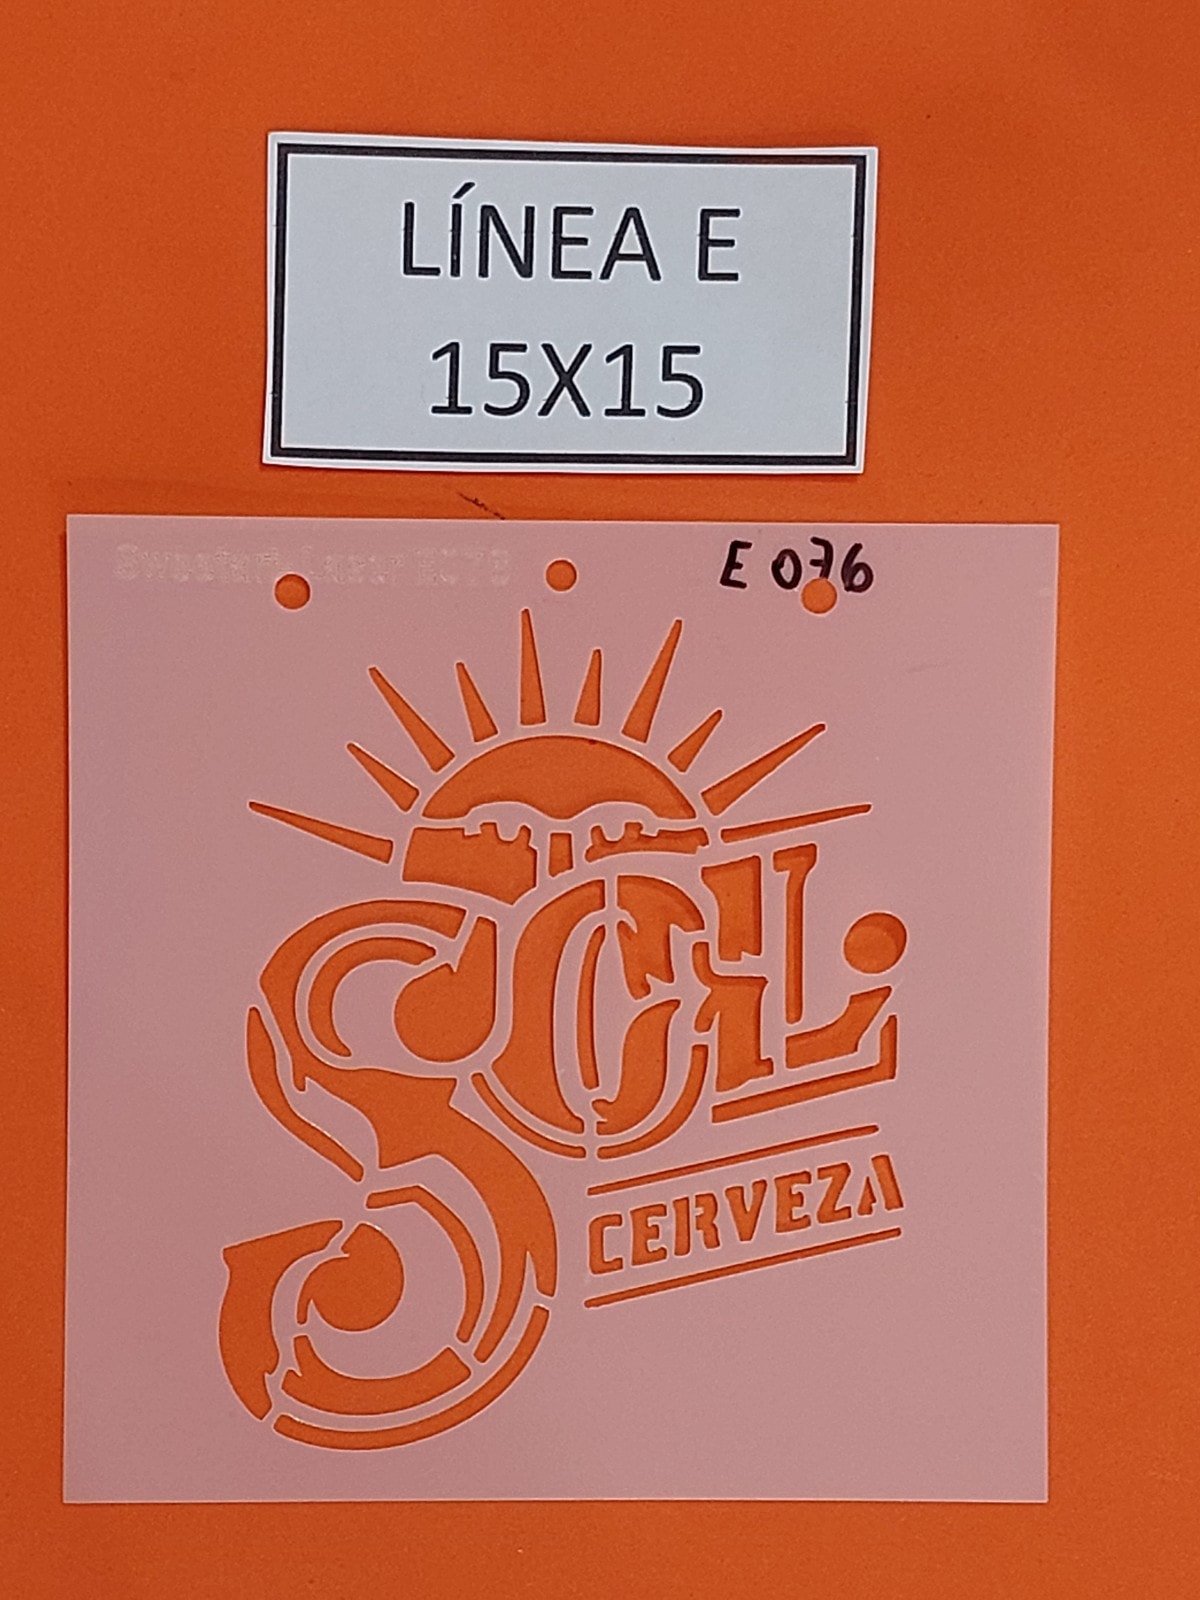 LÍNEA E
15X15
E 076
SOL
CERVEZA